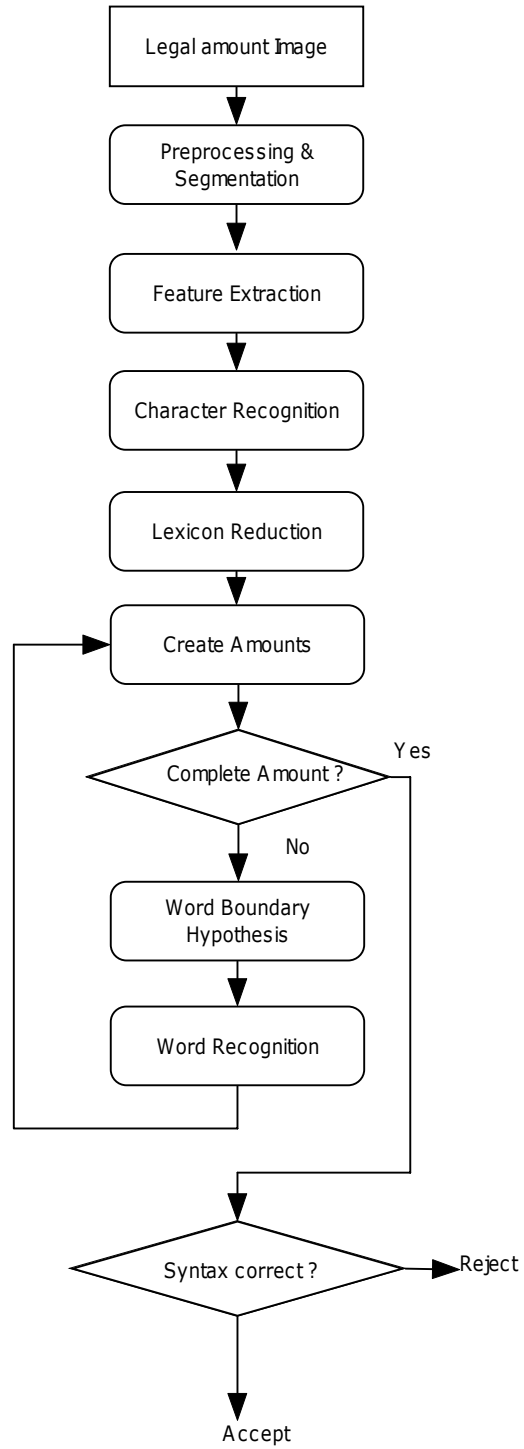 Legal amount Image
Preprocessing &
Segmentation
Feature Extraction
Character Recognition
Lexicon Reduction
Create Amounts
Complete Amount ?
Yes
No
Word Boundary
Hypothesis
Word Recognition
Syntax correct ?
Reject
Accept